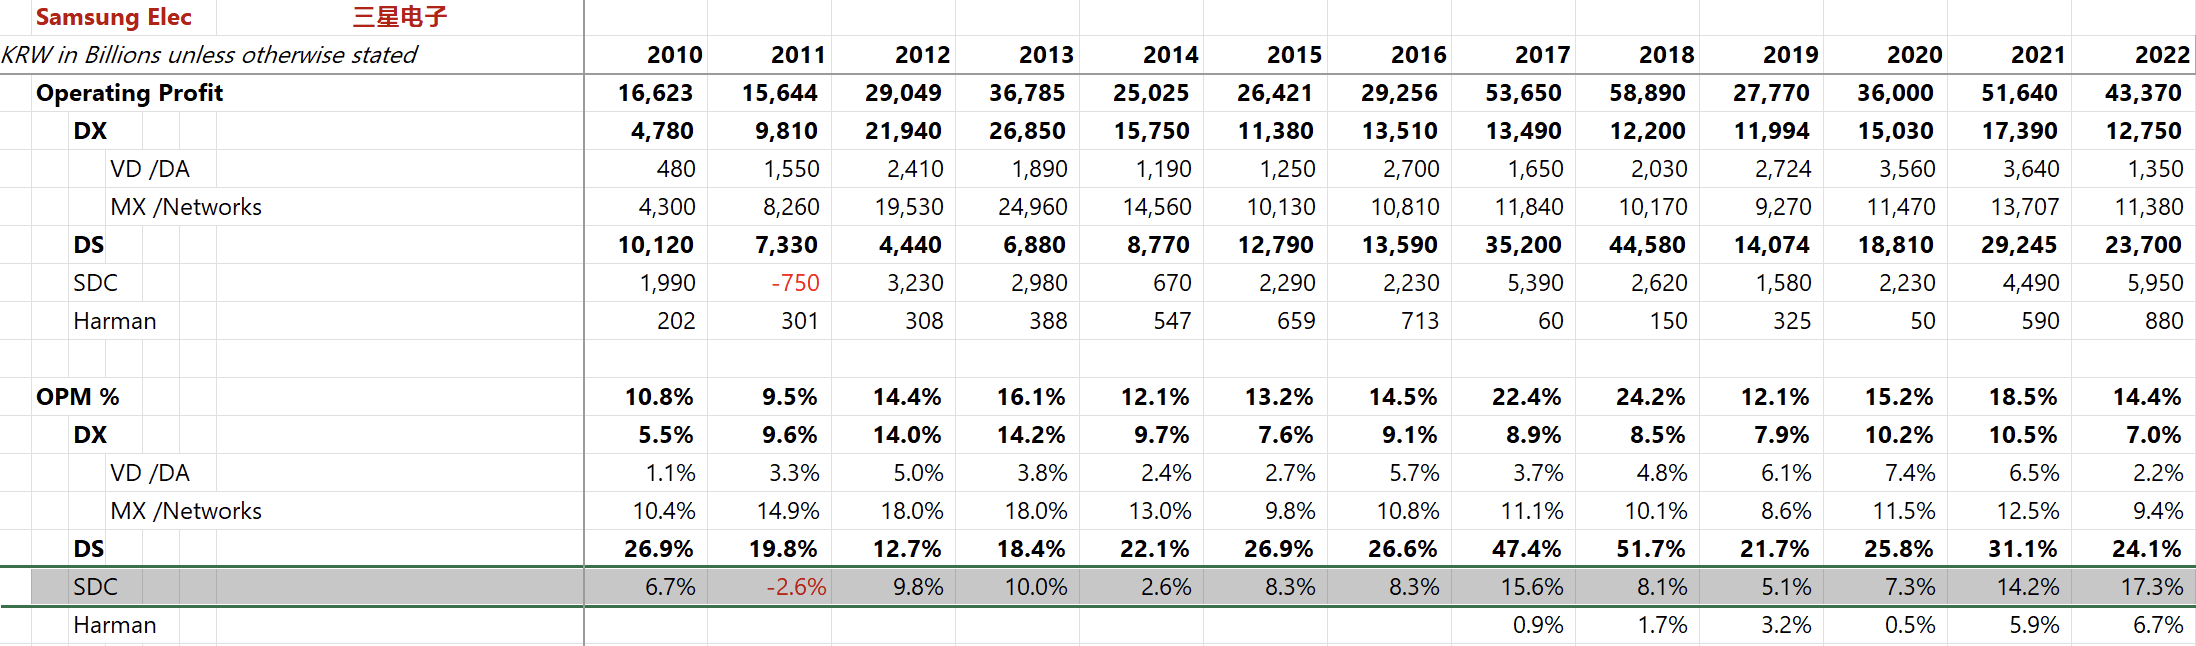 Samsung Elec 三星电子
KRW in Billions unless otherwise stated 2010 2011 2012 2013 2014 2015 2016 2017 2018 2019 2020 2021 2022
Operating Profit 16,623 15,644 29,049 36,785 25,025 26,421 29,256 53,650 58,890 27,770 36,000 51,640 43,370
DX 4,780 9,810 21,940 26,850 15,750 11,380 13,510 13,490 12,200 11,994 15,030 17,390 12,750
VD /DA 480 1,550 2,410 1,890 1,190 1,250 2,700 1,650 2,030 2,724 3,560 3,640 1,350
MX /Networks 4,300 8,260 19,530 24,960 14,560 10,130 10,810 11,840 10,170 9,270 11,470 13,707 11,380
DS 10,120 7,330 4,440 6,880 8,770 12,790 13,590 35,200 44,580 14,074 18,810 29,245 23,700
SDC 1,990 -750 3,230 2,980 670 2,290 2,230 5,390 2,620 1,580 2,230 4,490 5,950
Harman 202 301 308 388 547 659 713 60 150 325 50 590 880
OPM % 10.8% 9.5% 14.4% 16.1% 12.1% 13.2% 14.5% 22.4% 24.2% 12.1% 15.2% 18.5% 14.4%
DX 5.5% 9.6% 14.0% 14.2% 9.7% 7.6% 9.1% 8.9% 8.5% 7.9% 10.2% 10.5% 7.0%
VD /DA 1.1% 3.3% 5.0% 3.8% 2.4% 2.7% 5.7% 3.7% 4.8% 6.1% 7.4% 6.5% 2.2%
MX /Networks 10.4% 14.9% 18.0% 18.0% 13.0% 9.8% 10.8% 11.1% 10.1% 8.6% 11.5% 12.5% 9.4%
DS 26.9% 19.8% 12.7% 18.4% 22.1% 26.9% 26.6% 47.4% 51.7% 21.7% 25.8% 31.1% 24.1%
SDC 6.7% -2.6% 9.8% 10.0% 2.6% 8.3% 8.3% 15.6% 8.1% 5.1% 7.3% 14.2% 17.3%
Harman 0.9% 1.7% 3.2% 0.5% 5.9% 6.7%